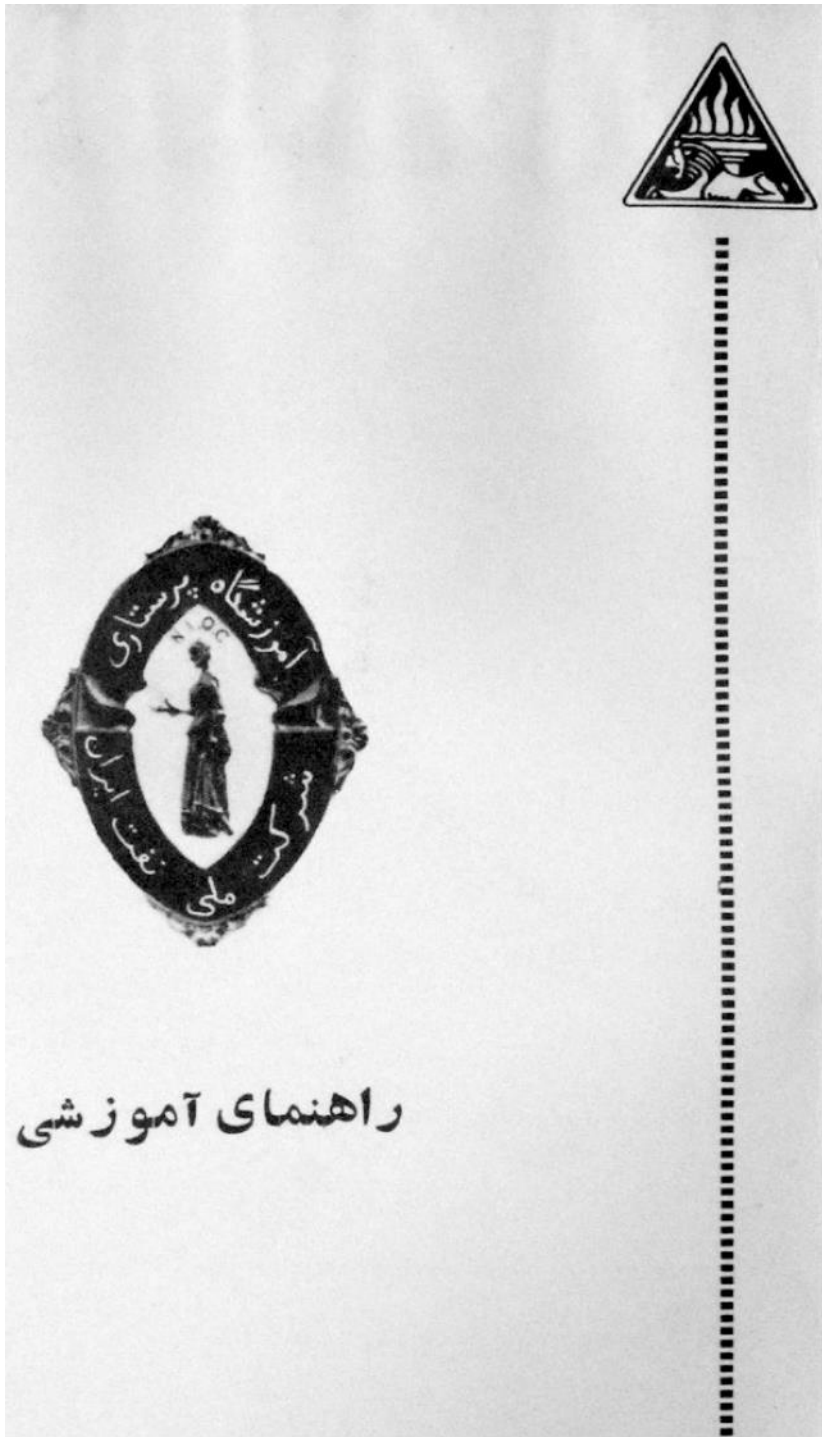 آموزشگاه پرستاری
NIOC
شرکت ملی نفت ایران
راهنمای آموزشی